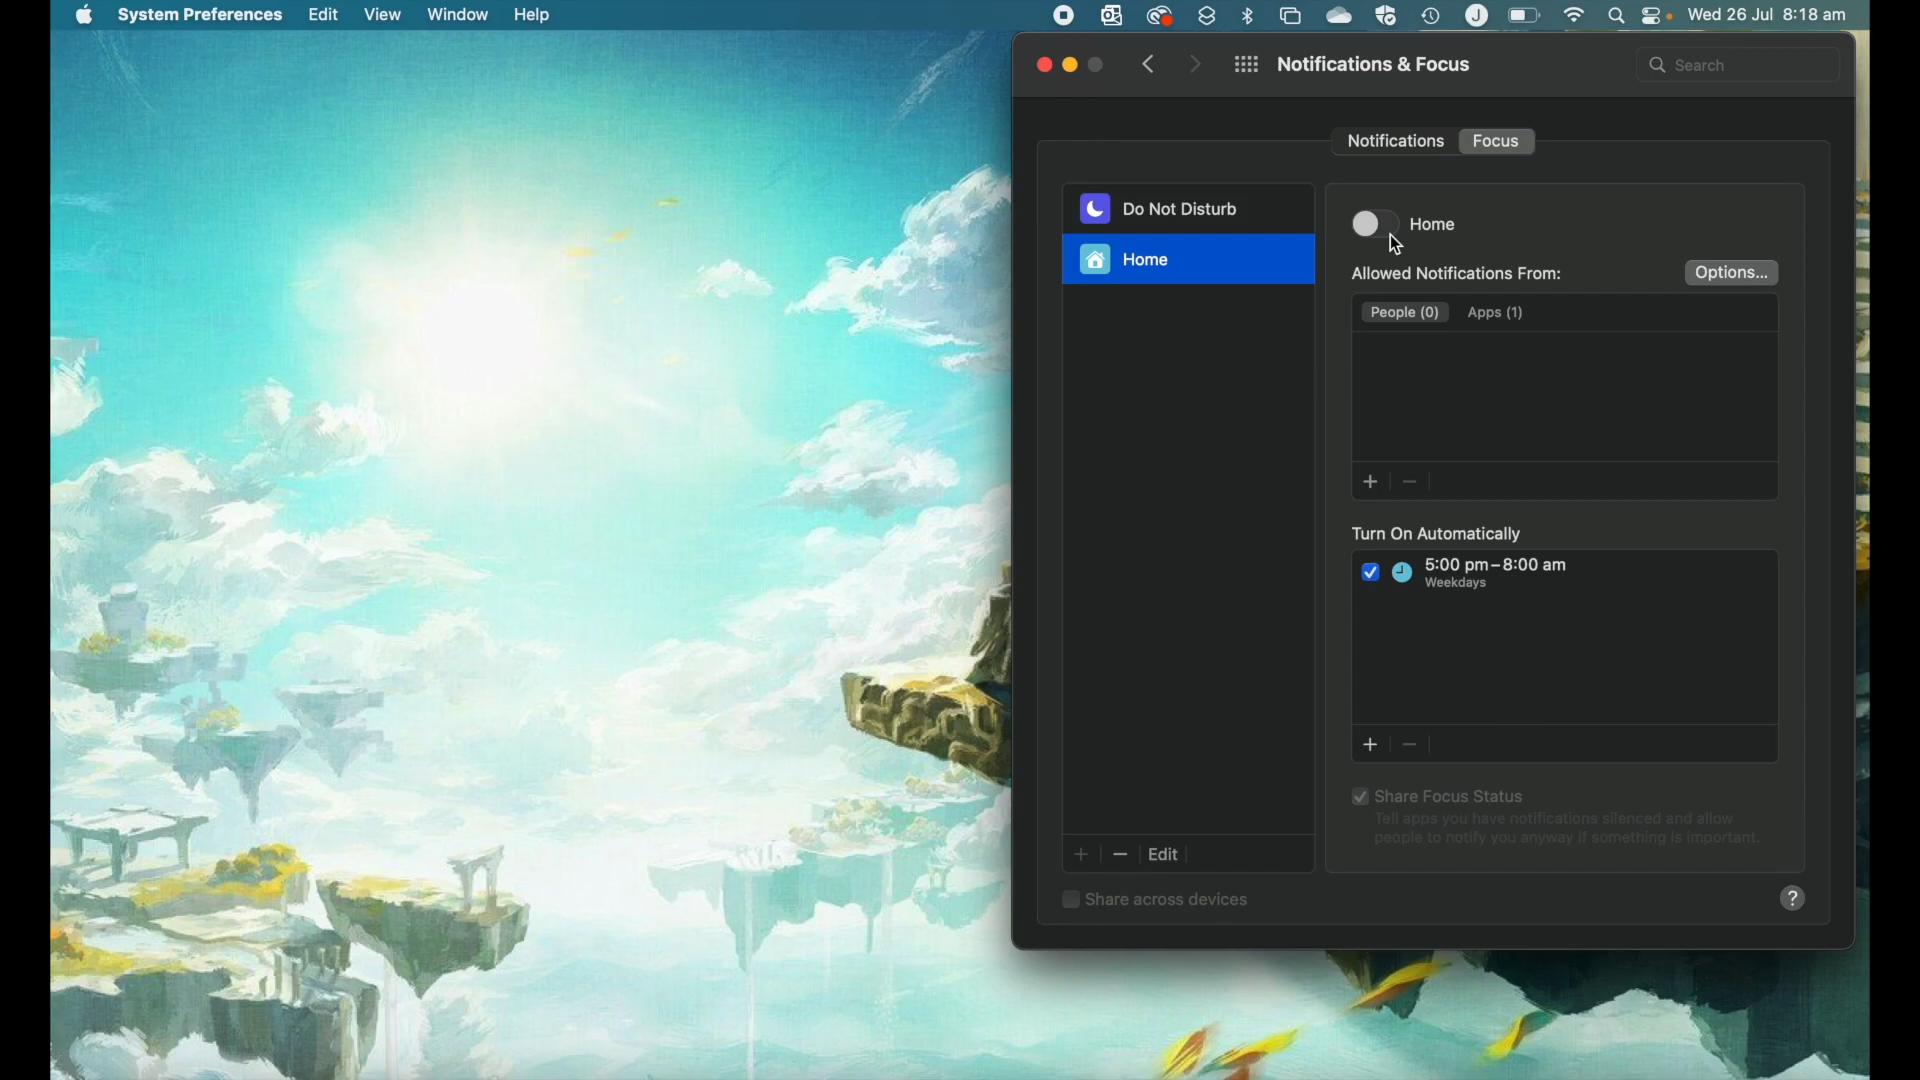 System Preferences Edit View Window Help J Wed 26 Jul 8:18 am
Notifications & Focus Search
Notifications Focus
Do Not Disturb
Home
Home
Allowed Notifications From: Options...
People (0) Apps (1)
+ −
Turn On Automatically
5:00 pm – 8:00 am
Weekdays
+ −
Share Focus Status
Tell apps you have notifications silenced and allow
people to notify you anyway if something is important.
+ − Edit
Share across devices ?